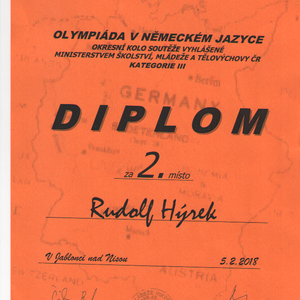 OLYMPIÁDA V NĚMECKÉM JAZYCE
OKRESNÍ KOLO SOUTĚŽE VYHLÁŠENÉ
MINISTERSTVEM ŠKOLSTVÍ, MLÁDEŽE A TĚLOVÝCHOVY ČR
KATEGORIE III
Berlin
GERMANY
DIPLOM
za 2. místo
Rudolf Hýrek
V Jablonci nad Nisou 5.2.2018
AUSTRIA